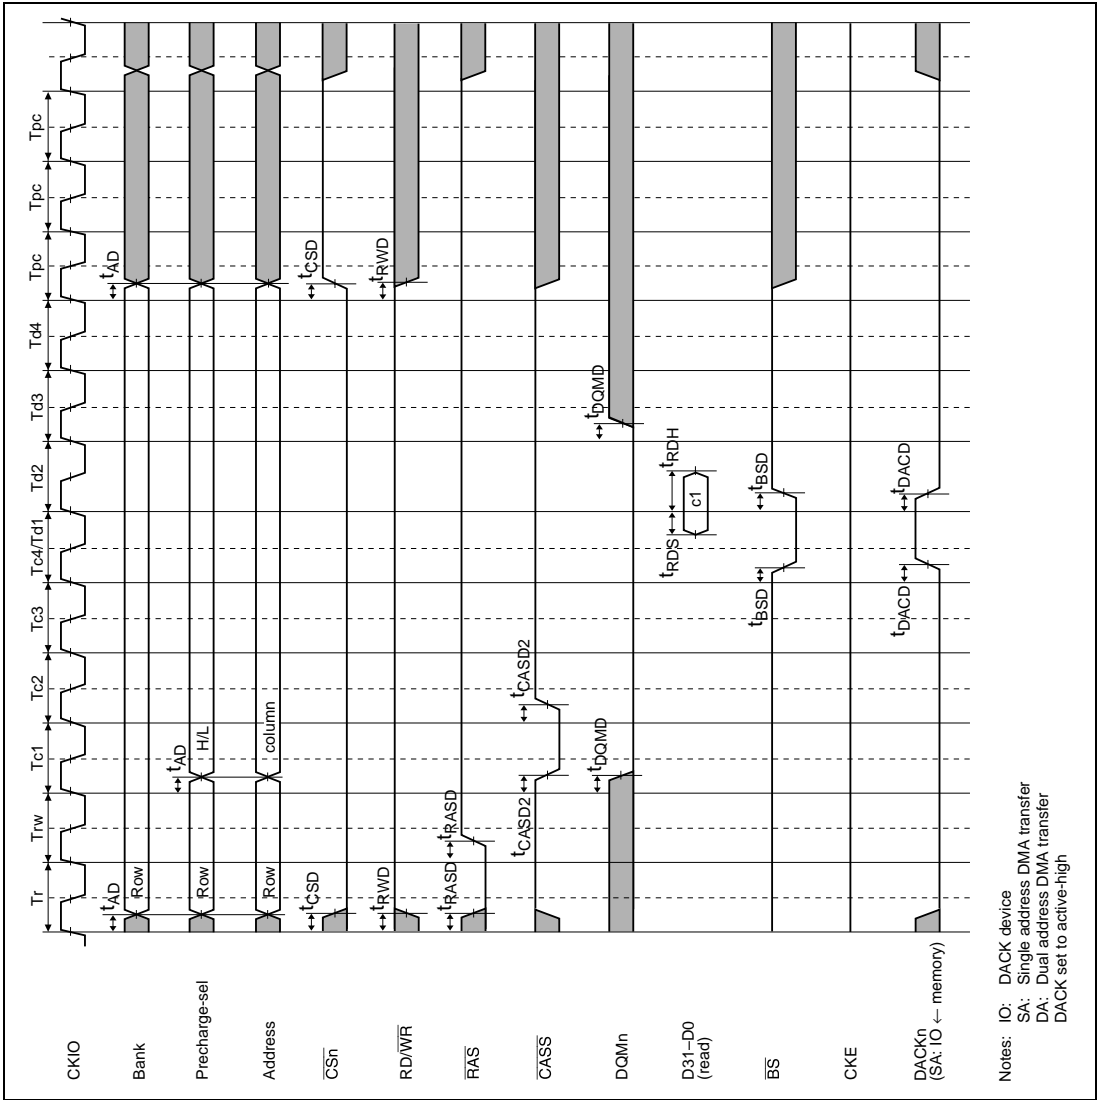 Tr Trw Tc1 Tc2 Tc3 Tc4/Td1 Td2 Td3 Td4 Tpc Tpc Tpc
CKIO
Bank
tAD
Row
tAD
Precharge-sel
Row
tAD
H/L
Address
Row
column
CSn
tCSD
tCSD
RD/WR
tRWD
tRWD
RAS
tRASD
tRASD
CASS
tCASD2
tCASD2
DQMn
tDQMD
tDQMD
D31–D0
(read)
tRDS
c1
tRDH
BS
tBSD
tBSD
CKE
DACKn
(SA: IO ← memory)
tDACD
tDACD
Notes: IO: DACK device
SA: Single address DMA transfer
DA: Dual address DMA transfer
DACK set to active-high